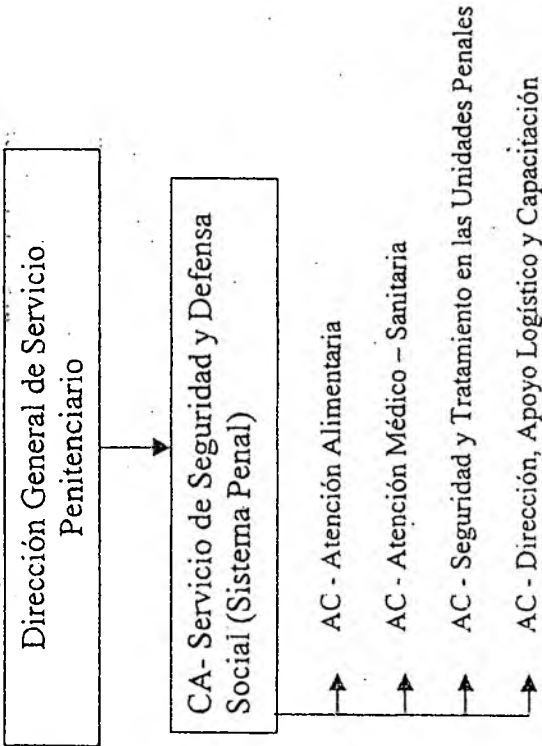 Dirección General de Servicio
Penitenciario
CA- Servicio de Seguridad y Defensa
Social (Sistema Penal)
AC - Atención Alimentaria
AC - Atención Médico – Sanitaria
AC - Seguridad y Tratamiento en las Unidades Penales
AC - Dirección, Apoyo Logístico y Capacitación